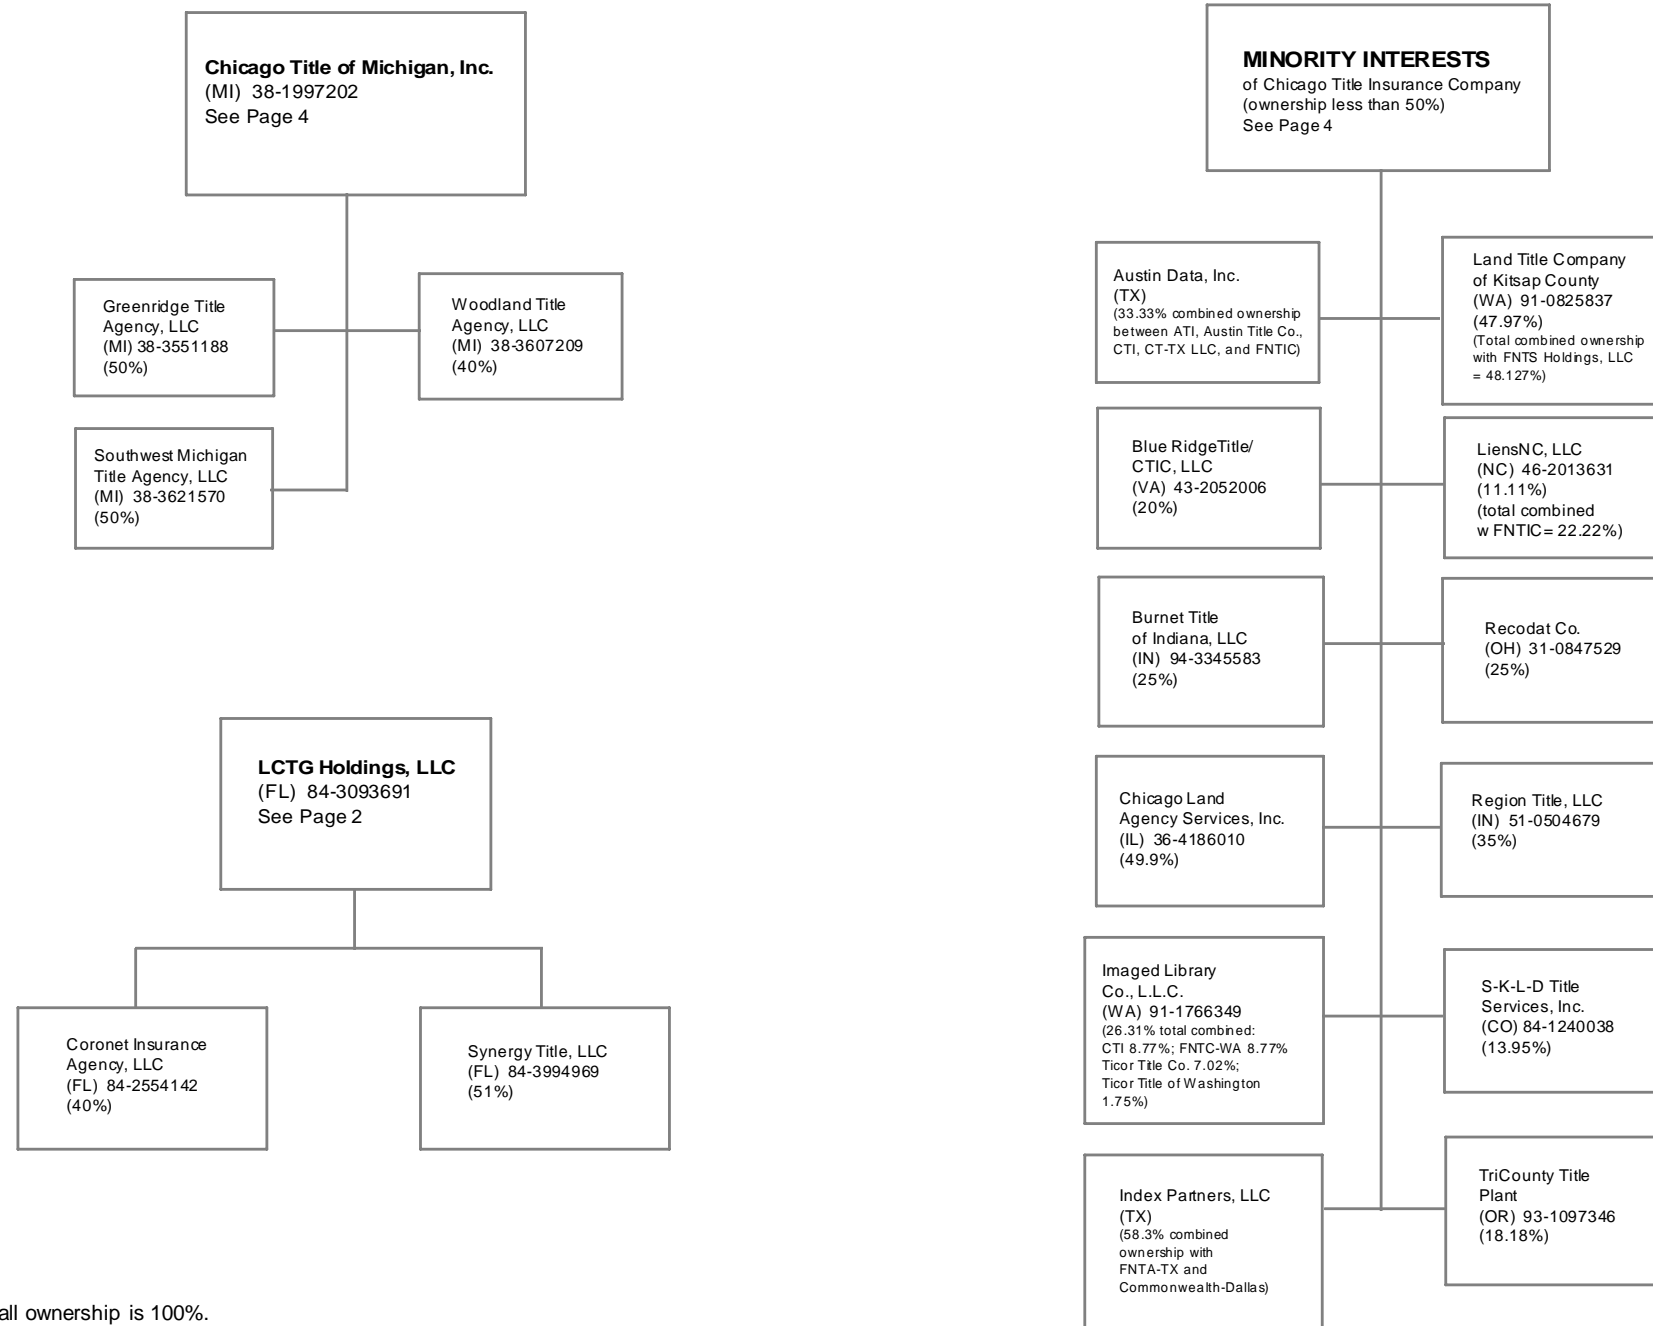 Chicago Title of Michigan, Inc.
(MI) 38-1997202
See Page 4
Greenridge Title
Agency, LLC
(MI) 38-3551188
(50%)
Woodland Title
Agency, LLC
(MI) 38-3607209
(40%)
Southwest Michigan
Title Agency, LLC
(MI) 38-3621570
(50%)
LCTG Holdings, LLC
(FL) 84-3093691
See Page 2
Coronet Insurance
Agency, LLC
(FL) 84-2554142
(40%)
Synergy Title, LLC
(FL) 84-3994969
(51%)
all ownership is 100%.
MINORITY INTERESTS
of Chicago Title Insurance Company
(ownership less than 50%)
See Page 4
Austin Data, Inc.
(TX)
(33.33% combined ownership
between ATI, Austin Title Co.,
CTI, CT-TX LLC, and FNTIC)
Land Title Company
of Kitsap County
(WA) 91-0825837
(47.97%)
(Total combined ownership
with FNTS Holdings, LLC
= 48.127%)
Blue RidgeTitle/
CTIC, LLC
(VA) 43-2052006
(20%)
LiensNC, LLC
(NC) 46-2013631
(11.11%)
(total combined
w FNTIC= 22.22%)
Burnet Title
of Indiana, LLC
(IN) 94-3345583
(25%)
Recodat Co.
(OH) 31-0847529
(25%)
Chicago Land
Agency Services, Inc.
(IL) 36-4186010
(49.9%)
Region Title, LLC
(IN) 51-0504679
(35%)
Imaged Library
Co., L.L.C.
(WA) 91-1766349
(26.31% total combined:
CTI 8.77%; FNTC-WA 8.77%
Ticor Title Co. 7.02%;
Ticor Title of Washington
1.75%)
S-K-L-D Title
Services, Inc.
(CO) 84-1240038
(13.95%)
Index Partners, LLC
(TX)
(58.3% combined
ownership with
FNTA-TX and
Commonwealth-Dallas)
TriCounty Title
Plant
(OR) 93-1097346
(18.18%)